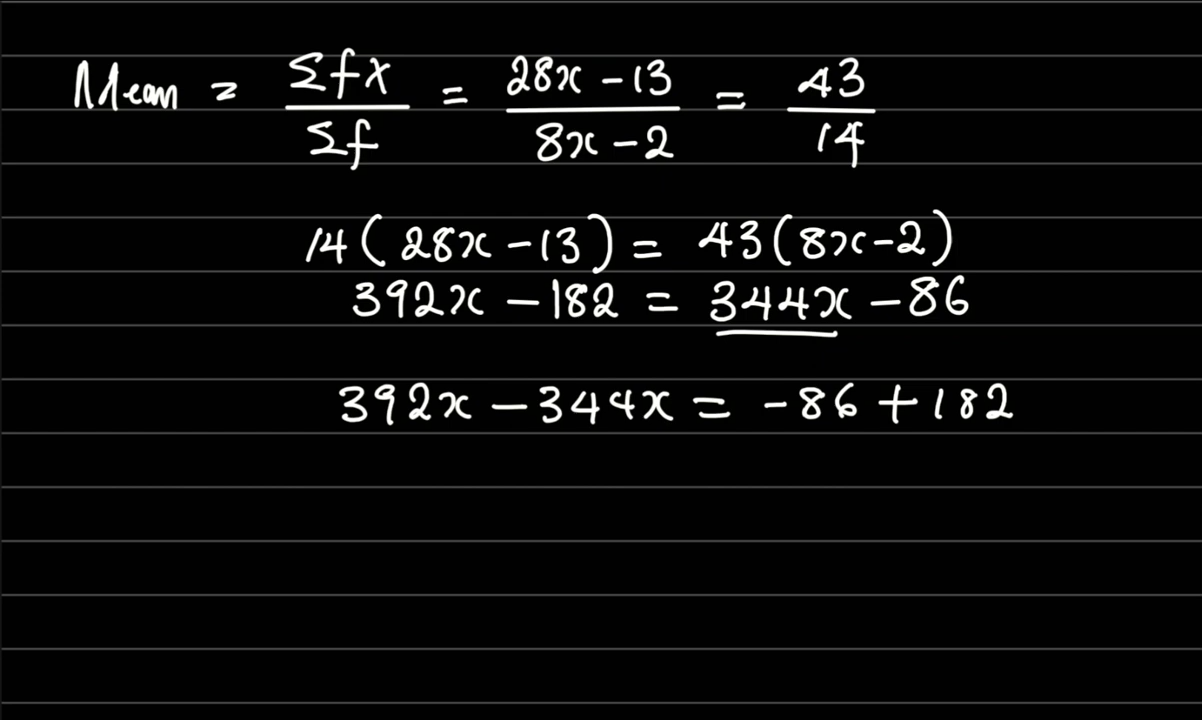 Mean = Σfx / Σf = 28x - 13 / 8x - 2 = 43 / 14
14(28x - 13) = 43(8x - 2)
392x - 182 = 344x - 86
392x - 344x = -86 + 182